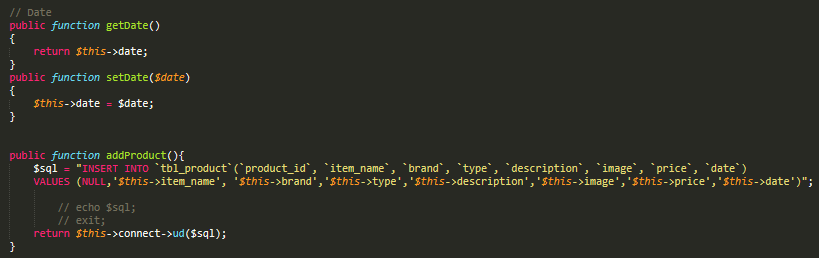 // Date
public function getDate()
{
return $this->date;
}
public function setDate($date)
{
$this->date = $date;
}
public function addProduct(){
$sql = "INSERT INTO `tbl_product`(`product_id`, `item_name`, `brand`, `type`, `description`, `image`, `price`, `date`)
VALUES (NULL,'$this->item_name', '$this->brand','$this->type','$this->description','$this->image','$this->price','$this->date')";
// echo $sql;
// exit;
return $this->connect->ud($sql);
}